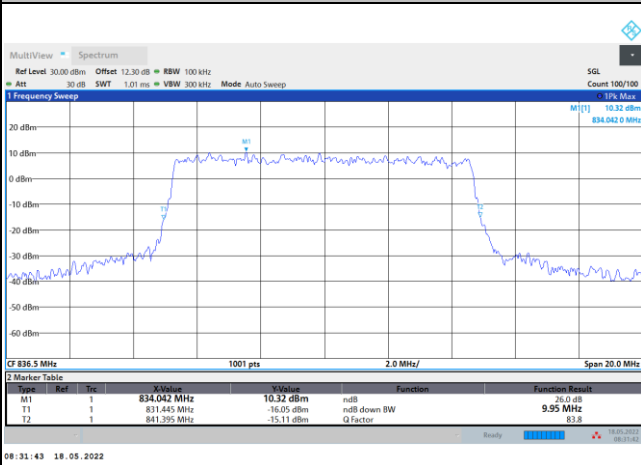 MultiView Spectrum
Ref Level 30.00 dBm Offset 12.30 dB RBW 100 kHz SGL
Att 30 dB SWT 1.01 ms VBW 300 kHz Mode Auto Sweep Count 100/100
1 Frequency Sweep 1Pk Max
M1[1] 10.32 dBm
834.042 0 MHz
20 dBm
M1
10 dBm
0 dBm
-10 dBm
T1 T2
-20 dBm
-30 dBm
-40 dBm
-50 dBm
-60 dBm
CF 836.5 MHz 1001 pts 2.0 MHz/ Span 20.0 MHz
2 Marker Table
Type Ref Trc X-Value Y-Value Function Function Result
M1 1 834.042 MHz 10.32 dBm ndB 26.0 dB
T1 1 831.445 MHz -16.05 dBm ndB down BW 9.95 MHz
T2 1 841.395 MHz -15.11 dBm Q Factor 83.8
Ready 18.05.2022
08:31:42
08:31:43 18.05.2022